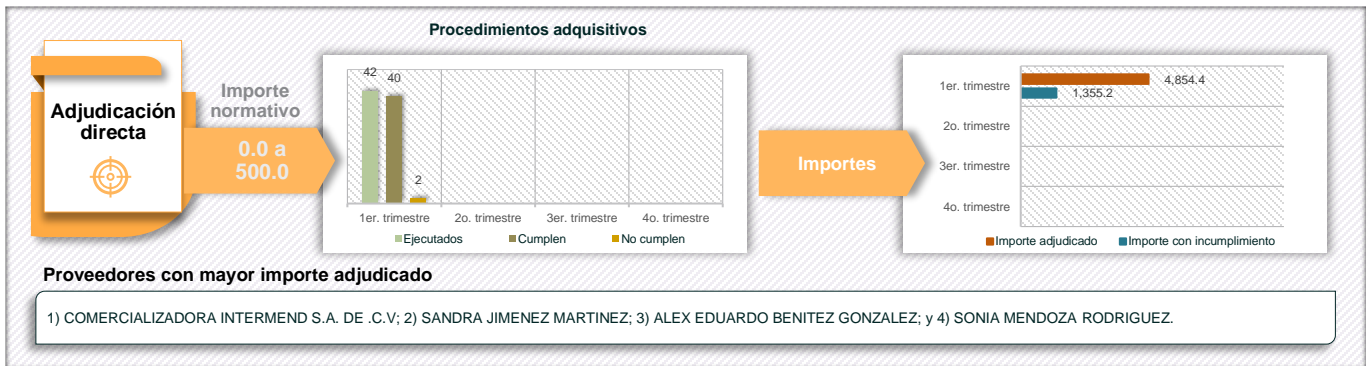 Procedimientos adquisitivos
Adjudicación
directa
Importe
normativo
0.0 a
500.0
42
40
2
1er. trimestre
2o. trimestre
3er. trimestre
4o. trimestre
Ejecutados
Cumplen
No cumplen
Importes
1er. trimestre
4,854.4
1,355.2
2o. trimestre
3er. trimestre
4o. trimestre
Importe adjudicado
Importe con incumplimiento
Proveedores con mayor importe adjudicado
1) COMERCIALIZADORA INTERMEND S.A. DE .C.V; 2) SANDRA JIMENEZ MARTINEZ; 3) ALEX EDUARDO BENITEZ GONZALEZ; y 4) SONIA MENDOZA RODRIGUEZ.